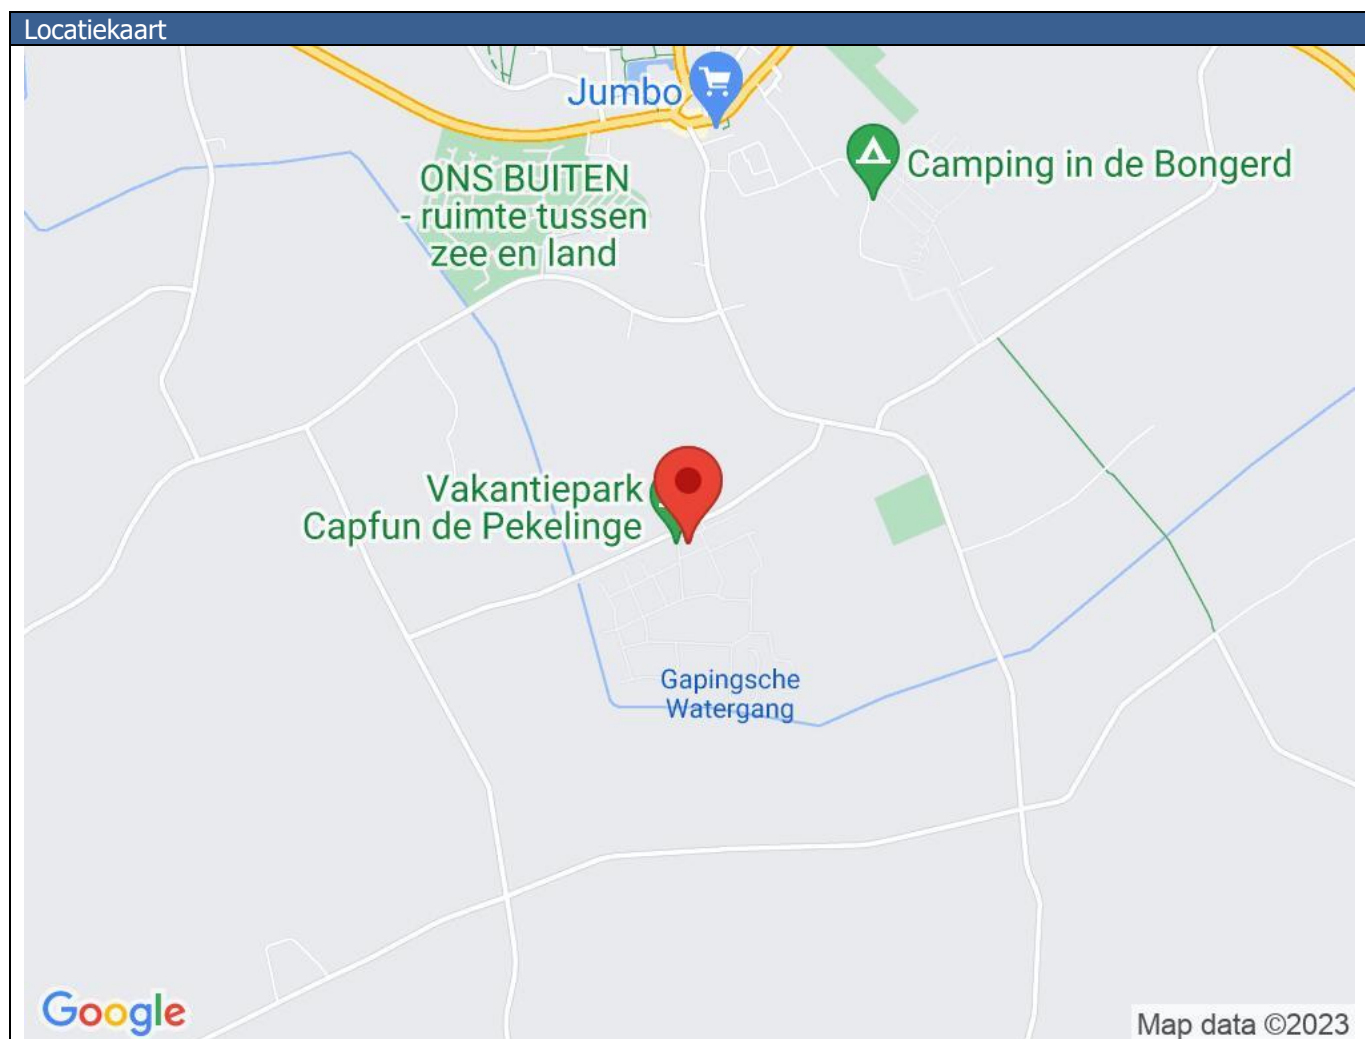 Locatiekaart
Jumbo
Camping in de Bongerd
ONS BUITEN
- ruimte tussen
zee en land
Vakantiepark
Capfun de Pekelinge
Gapingsche
Watergang
Google
Map data ©2023